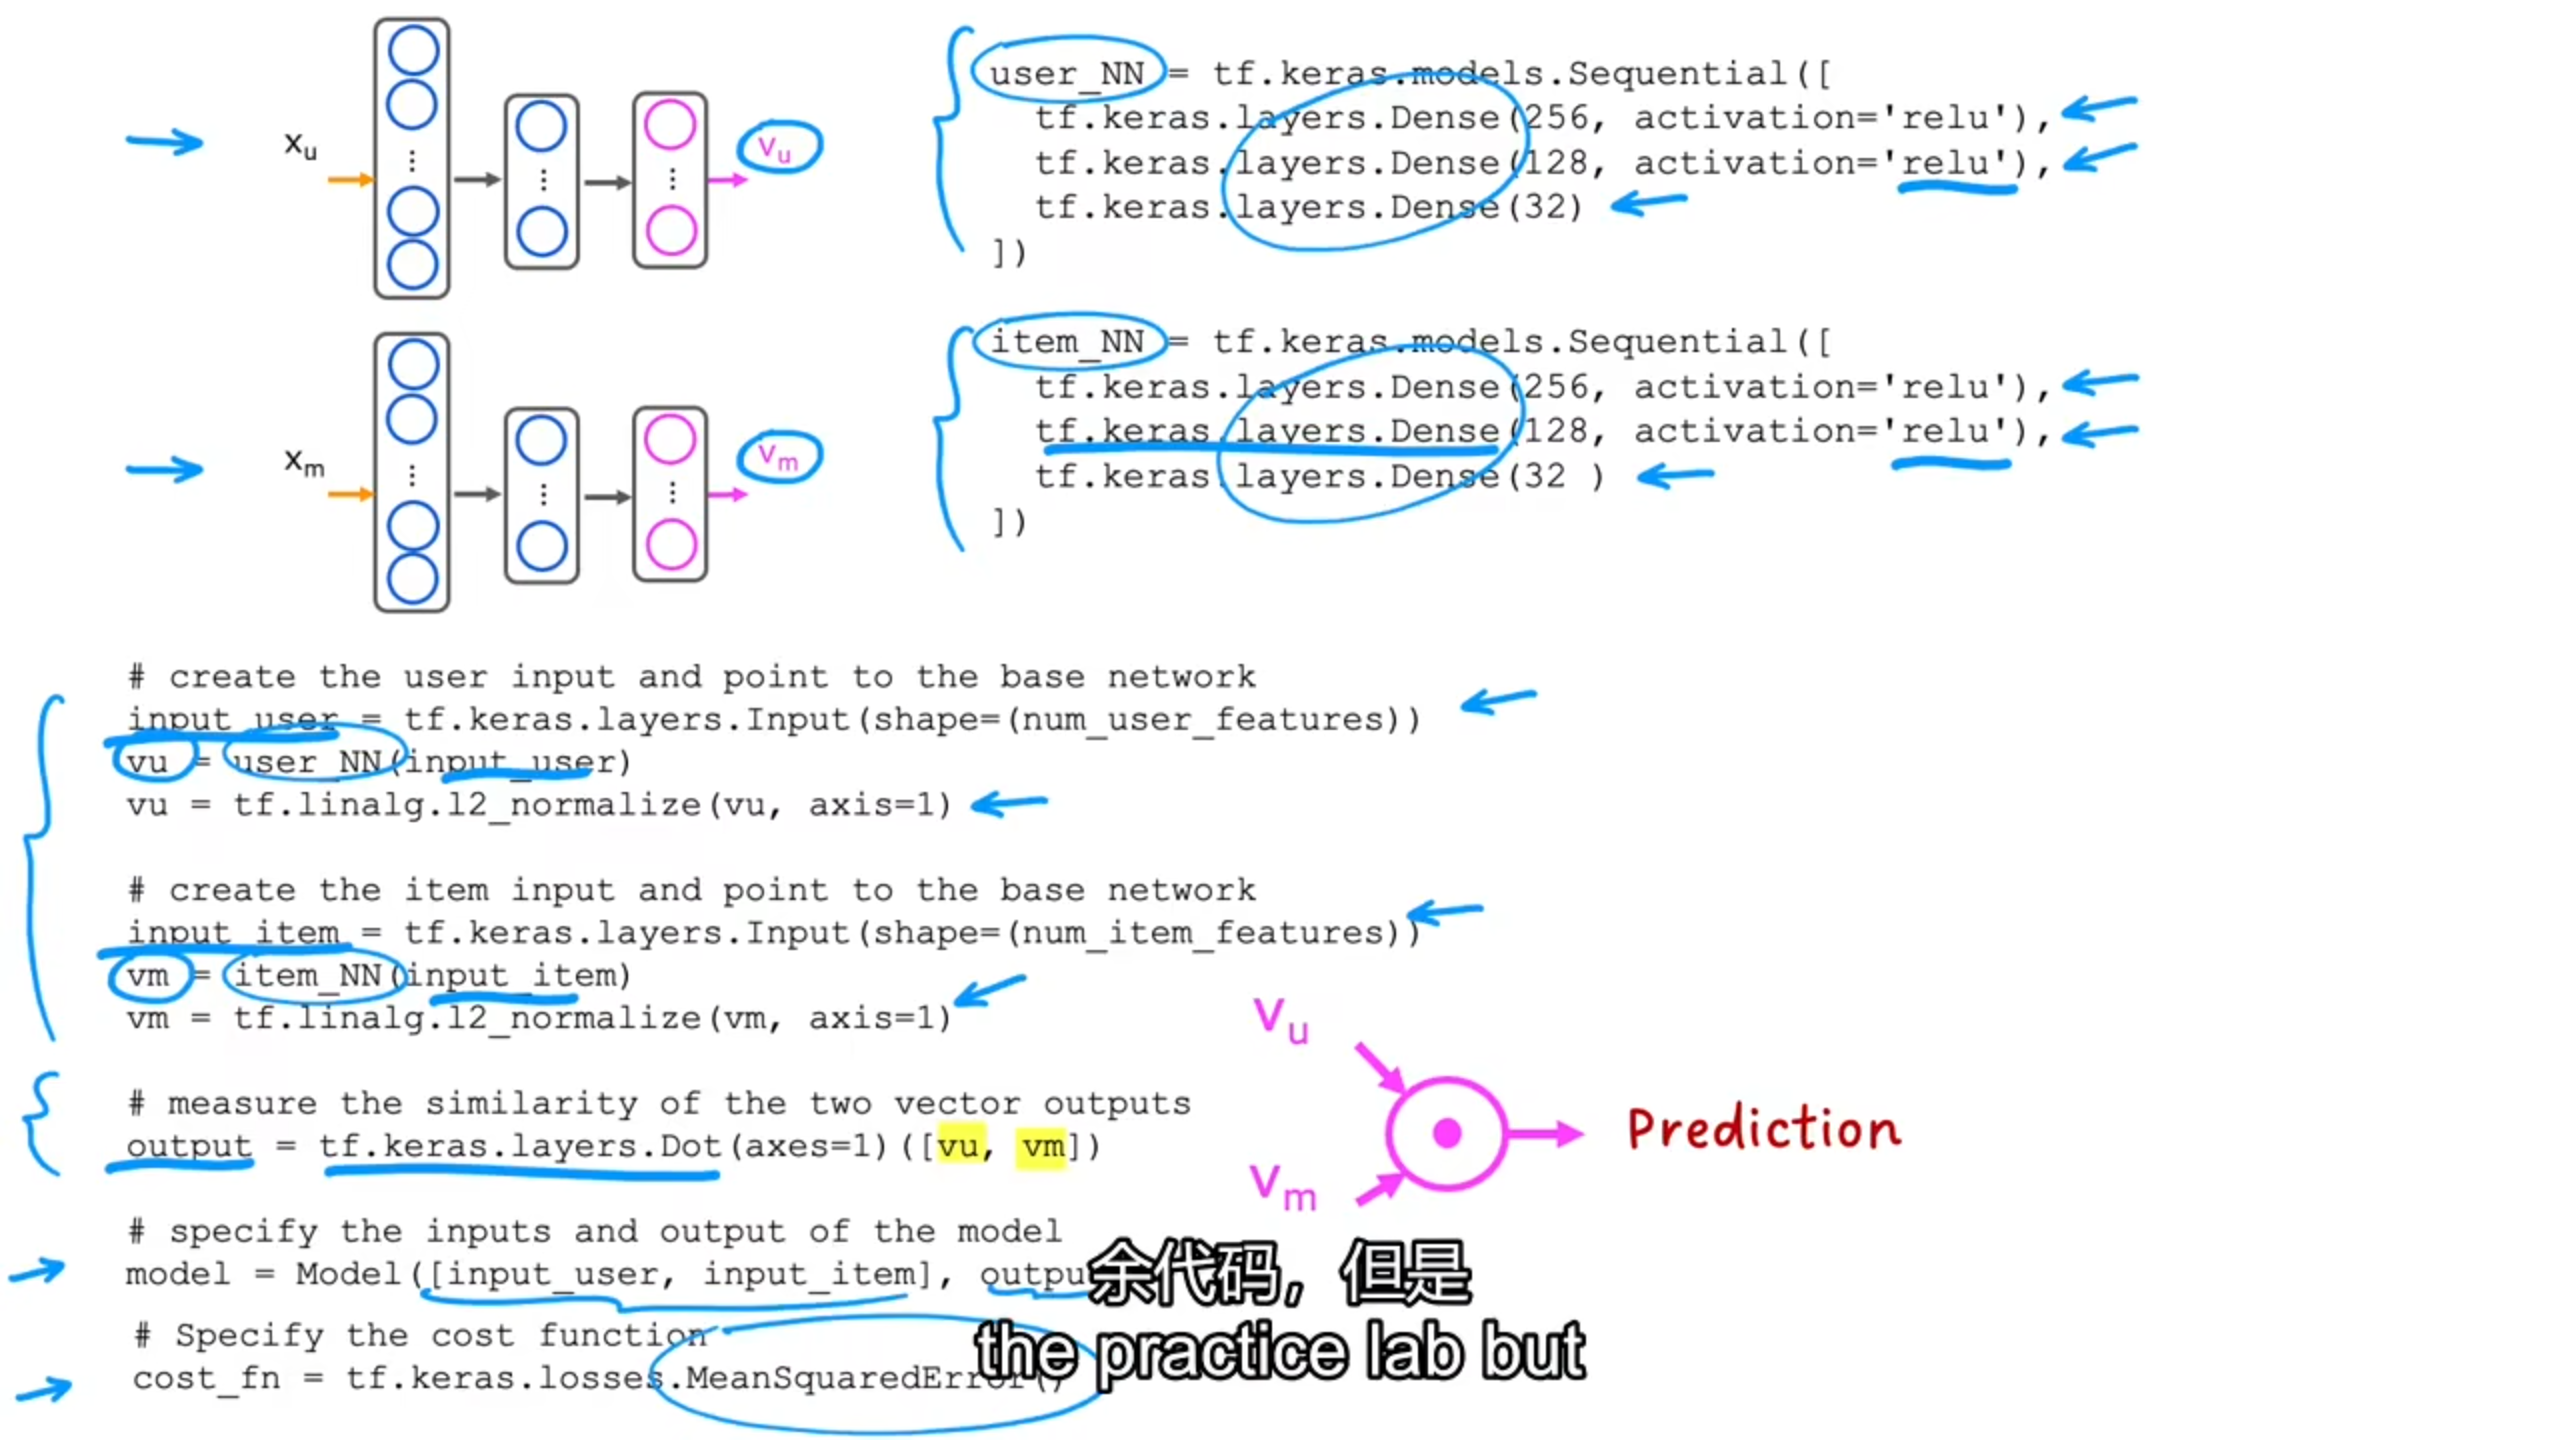 x_u
v_u
user_NN = tf.keras.models.Sequential([
tf.keras.layers.Dense(256, activation='relu'),
tf.keras.layers.Dense(128, activation='relu'),
tf.keras.layers.Dense(32)
])
x_m
v_m
item_NN = tf.keras.models.Sequential([
tf.keras.layers.Dense(256, activation='relu'),
tf.keras.layers.Dense(128, activation='relu'),
tf.keras.layers.Dense(32 )
])
# create the user input and point to the base network
input_user = tf.keras.layers.Input(shape=(num_user_features))
vu = user_NN(input_user)
vu = tf.linalg.l2_normalize(vu, axis=1)
# create the item input and point to the base network
input_item = tf.keras.layers.Input(shape=(num_item_features))
vm = item_NN(input_item)
vm = tf.linalg.l2_normalize(vm, axis=1)
# measure the similarity of the two vector outputs
output = tf.keras.layers.Dot(axes=1)([vu, vm])
v_u
v_m
Prediction
# specify the inputs and output of the model
model = Model([input_user, input_item], outpu
# Specify the cost function
cost_fn = tf.keras.losses.MeanSquaredError()
余代码，但是
the practice lab but